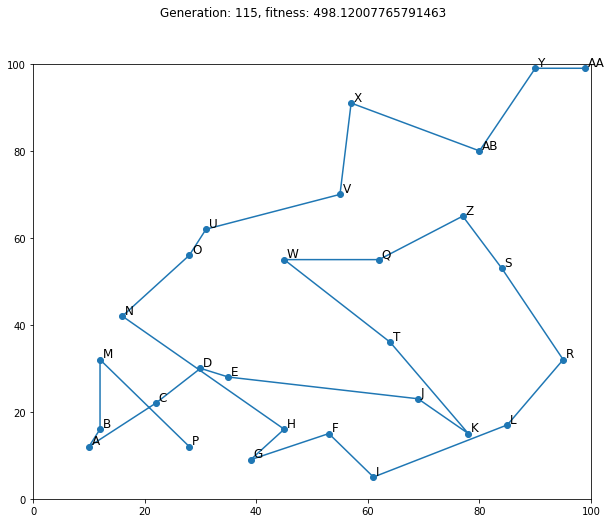 Generation: 115, fitness: 498.12007765791463
100
Y
AA
X
AB
80
V
Z
U
60
O
W
Q
S
40
N
T
M
R
D
E
20
C
J
B
H
F
K
L
A
P
G
I
0
0
20
40
60
80
100